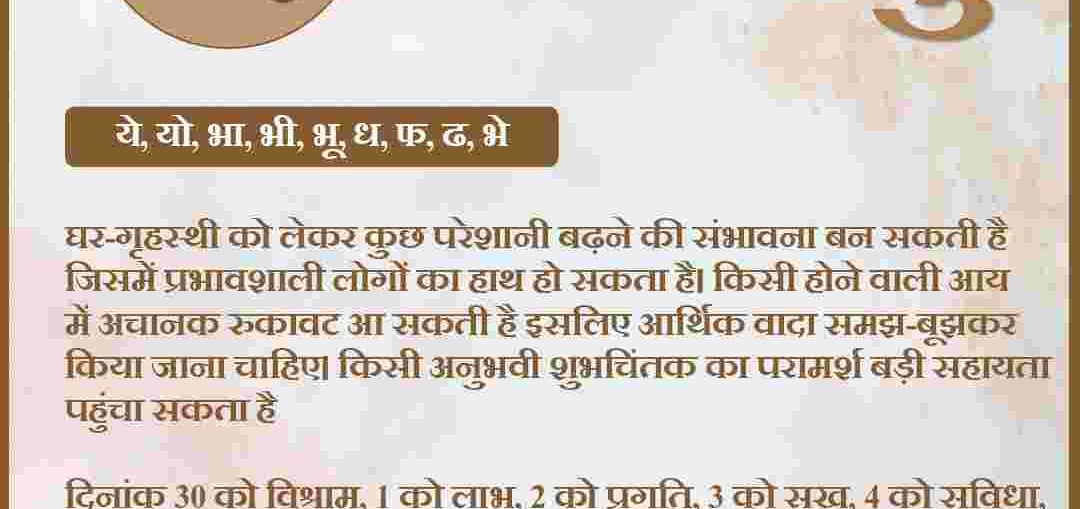 ये, यो, भा, भी, भू, ध, फ, ढ, भे
घर-गृहस्थी को लेकर कुछ परेशानी बढ़ने की संभावना बन सकती है
जिसमें प्रभावशाली लोगों का हाथ हो सकता है। किसी होने वाली आय
में अचानक रुकावट आ सकती है इसलिए आर्थिक वादा समझ-बूझकर
किया जाना चाहिए। किसी अनुभवी शुभचिंतक का परामर्श बड़ी सहायता
पहुंचा सकता है
दिनांक 30 को विश्राम, 1 को लाभ, 2 को प्रगति, 3 को सुख, 4 को सुविधा,